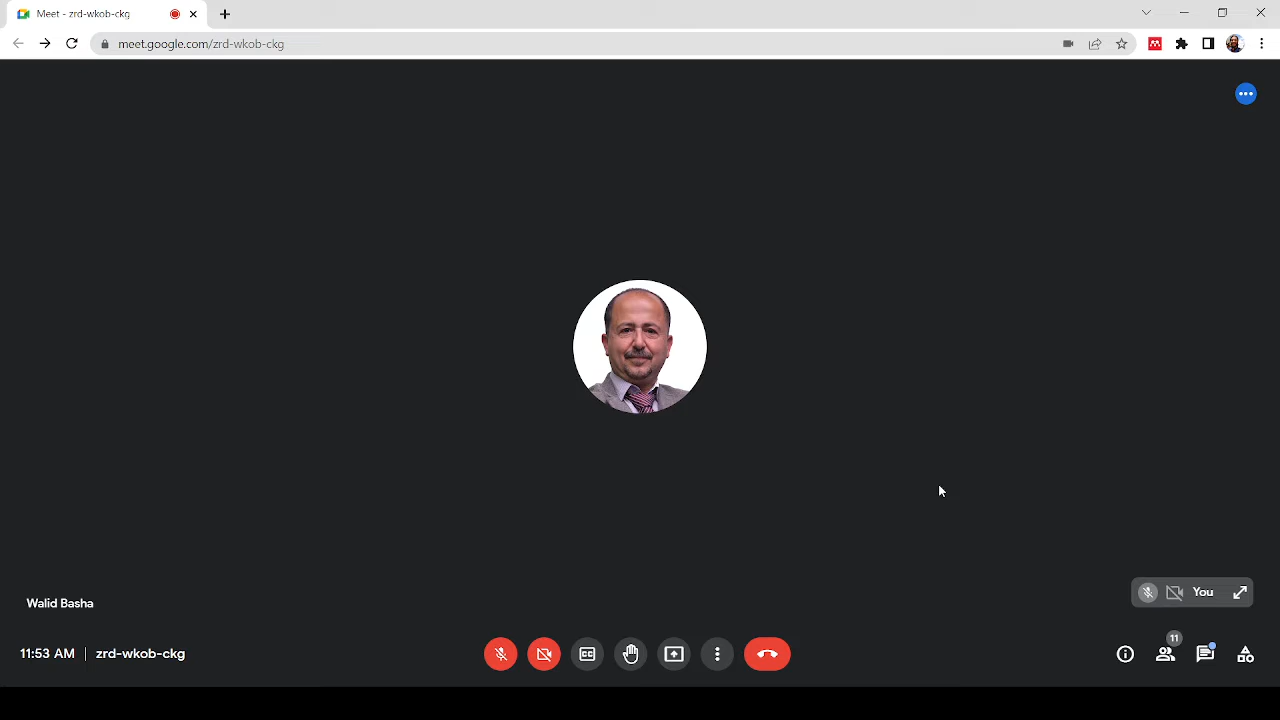 Meet - zrd-wkob-ckg
meet.google.com/zrd-wkob-ckg
Walid Basha
You
11:53 AM | zrd-wkob-ckg
CC
11